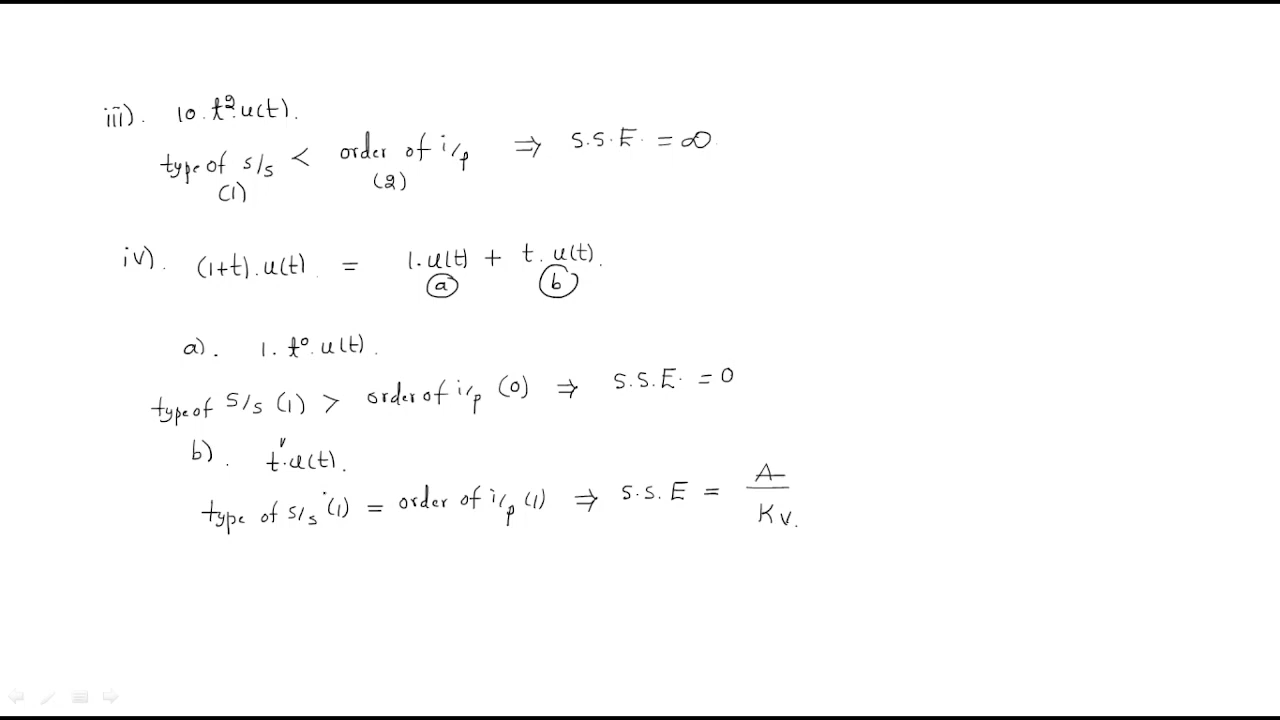 iii). 10. t². u(t).
type of s/s < order of i/p ⇒ S.S.E. = ∞
(1) (2)
iv). (1+t).u(t) = 1.u(t) + t. u(t).
a b
a). 1. t⁰. u(t).
type of S/s (1) > order of i/p (0) ⇒ S.S.E. = 0
b). t¹.u(t).
type of s/s (1) = order of i/p (1) ⇒ S.S.E = A
Kv.